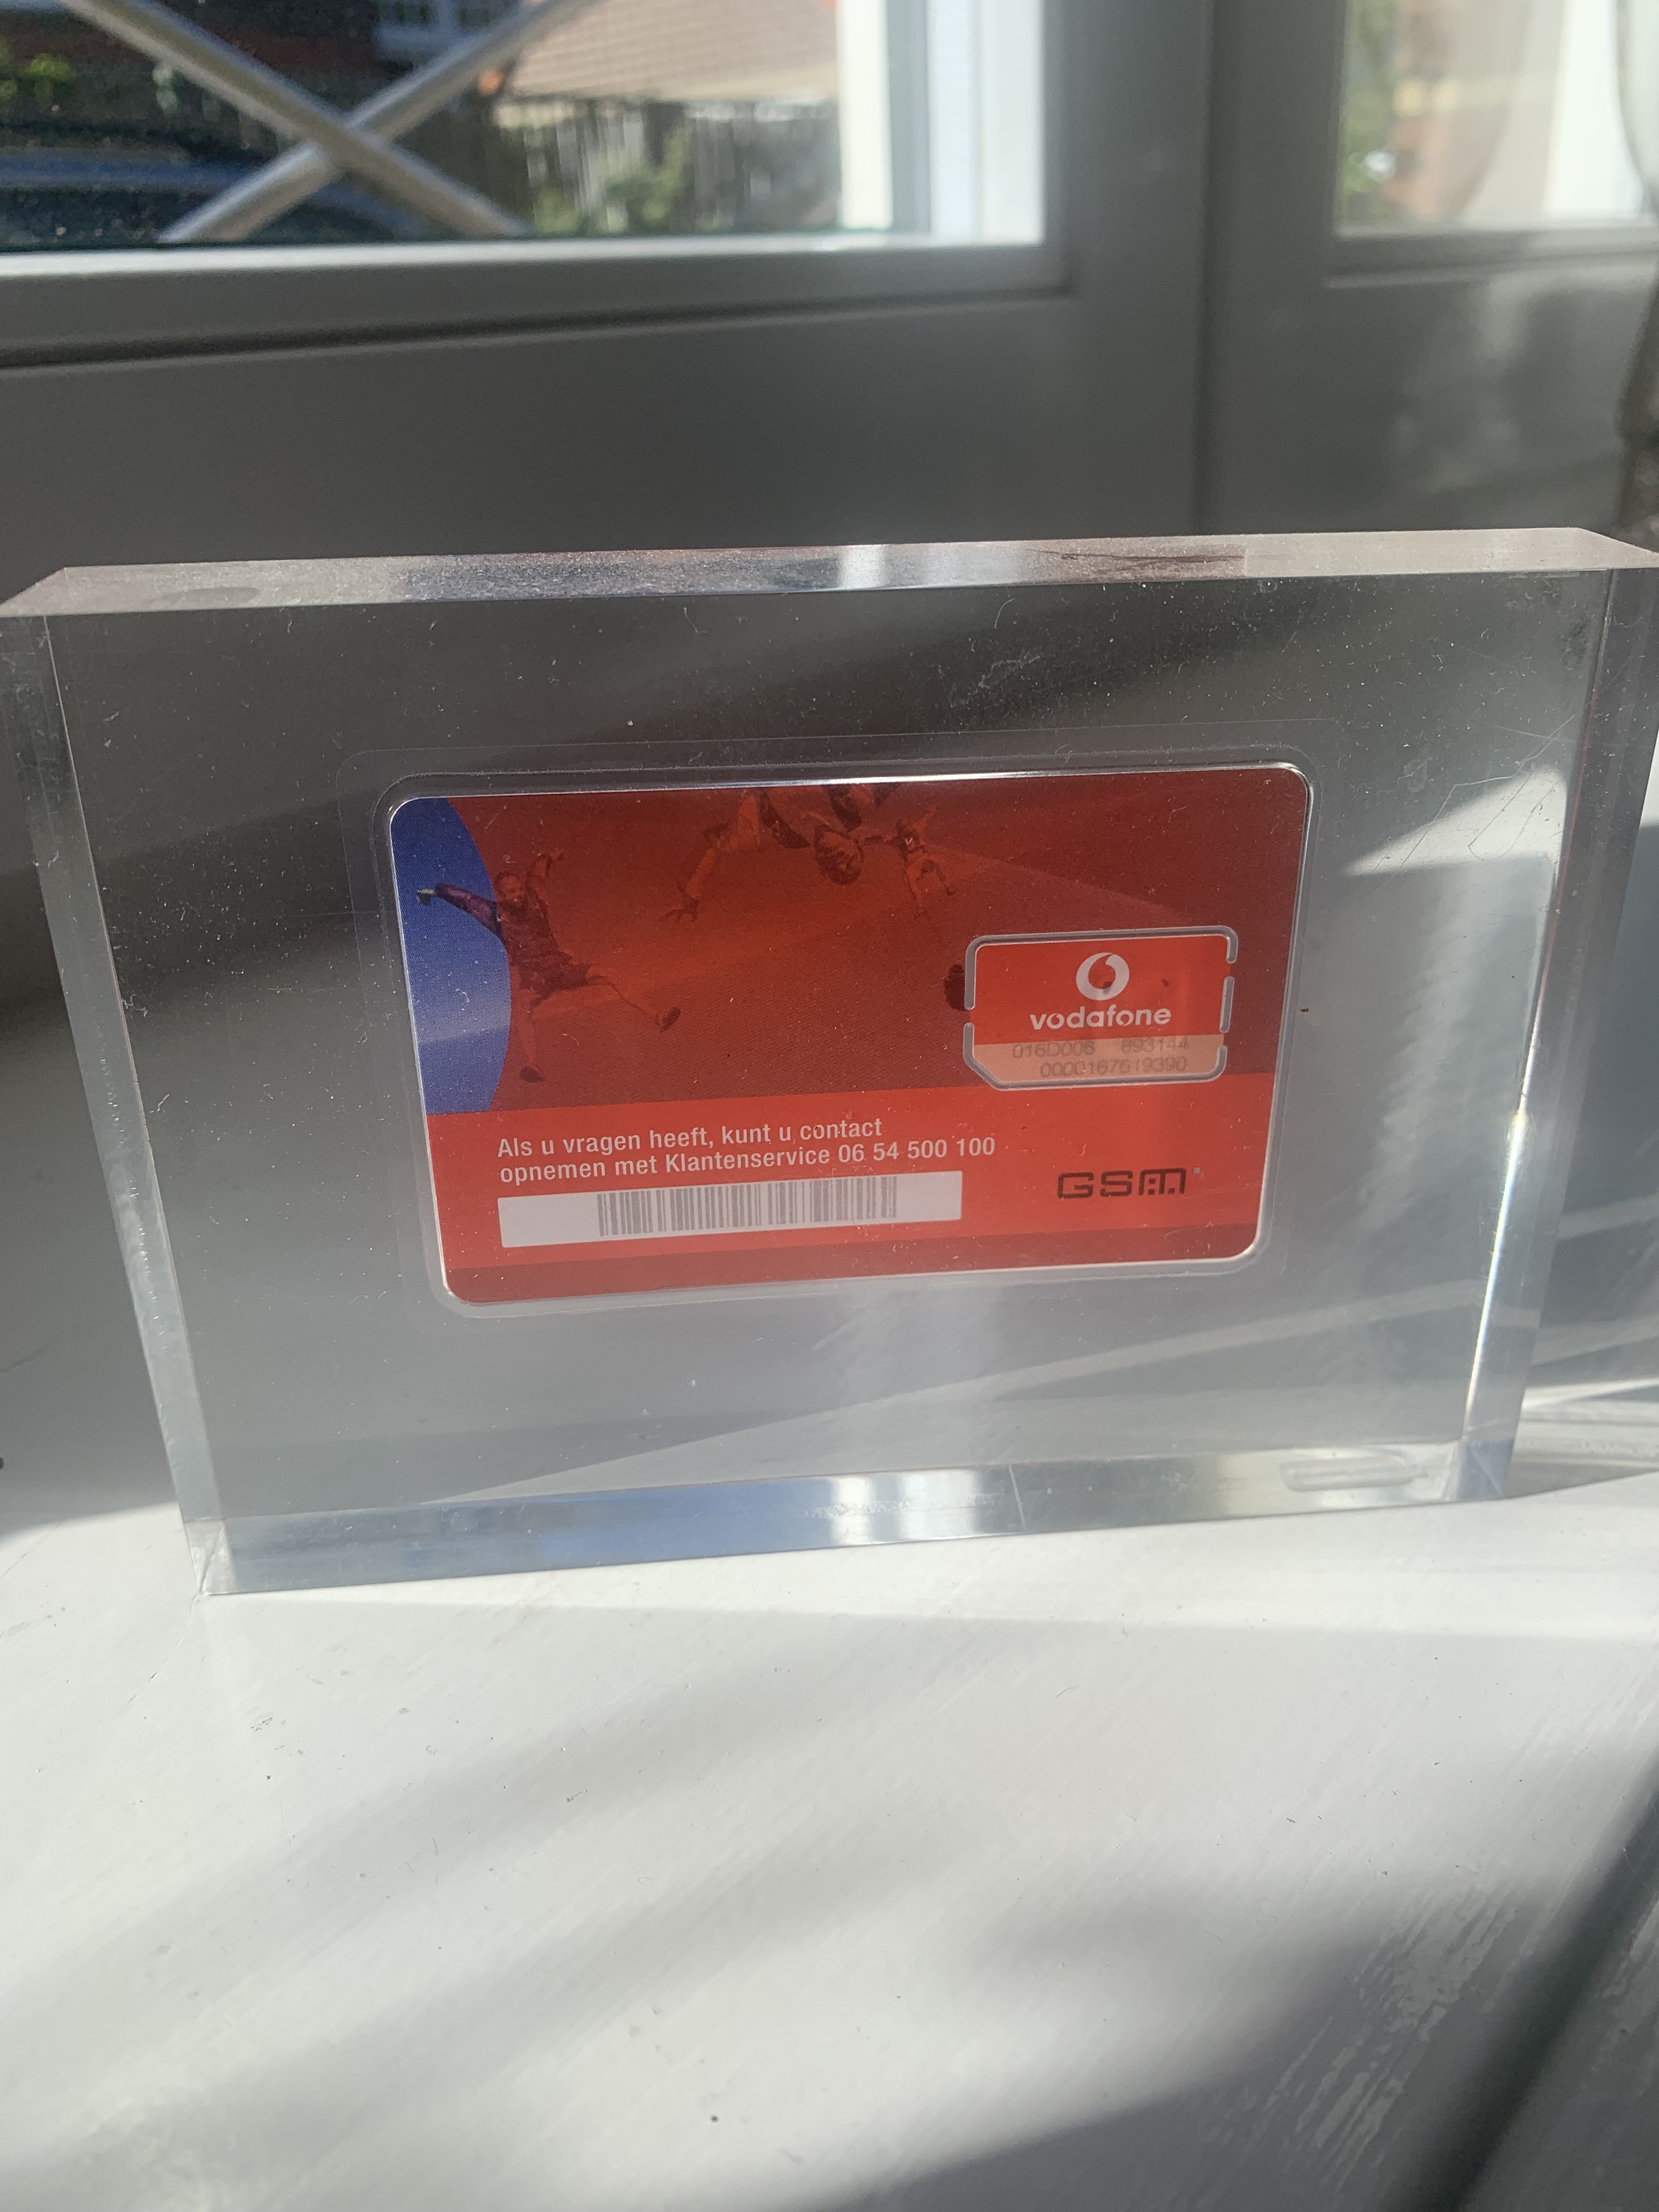 vodafone
016D006 893144
0000167619390
Als u vragen heeft, kunt u contact
opnemen met Klantenservice 06 54 500 100
GSM